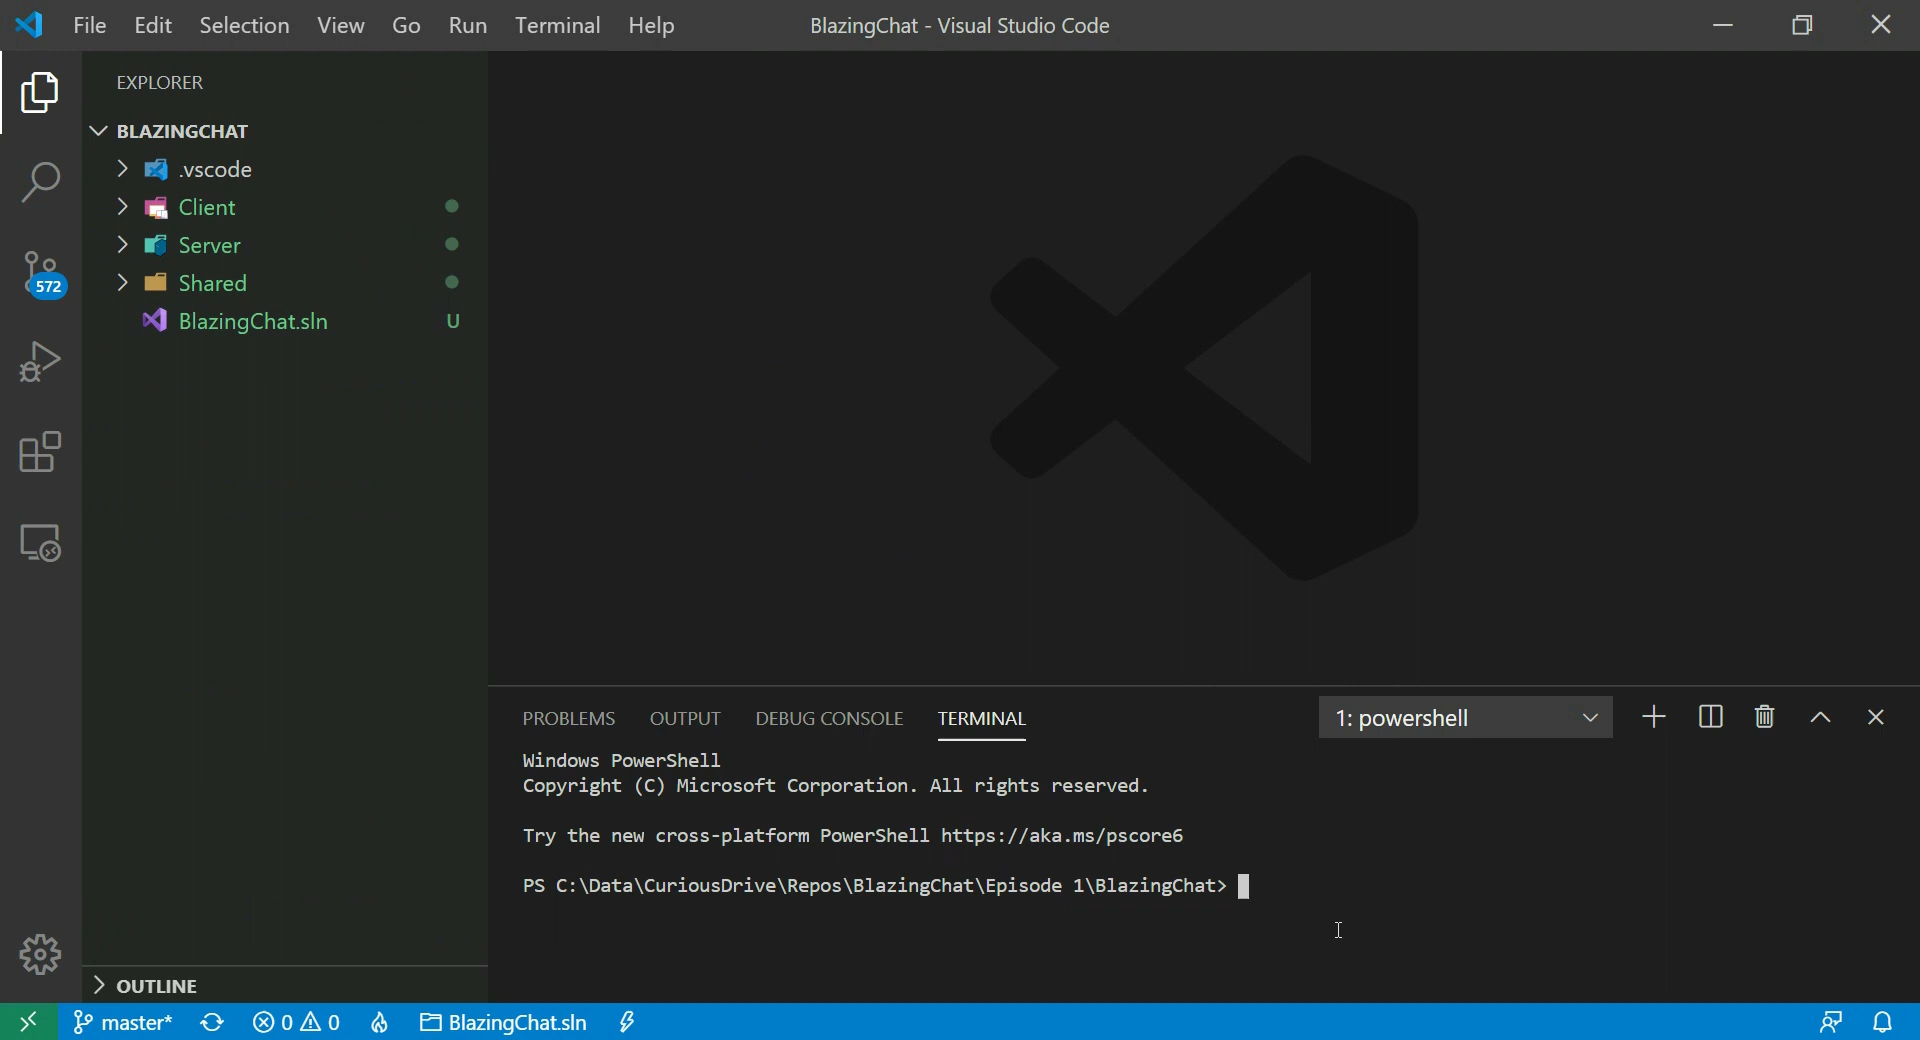 File Edit Selection View Go Run Terminal Help BlazingChat - Visual Studio Code
EXPLORER
BLAZINGCHAT
.vscode
Client
Server
572
Shared
BlazingChat.sln U
PROBLEMS OUTPUT DEBUG CONSOLE TERMINAL 1: powershell
Windows PowerShell
Copyright (C) Microsoft Corporation. All rights reserved.
Try the new cross-platform PowerShell https://aka.ms/pscore6
PS C:\Data\CuriousDrive\Repos\BlazingChat\Episode 1\BlazingChat>
OUTLINE
master* 0 0 BlazingChat.sln